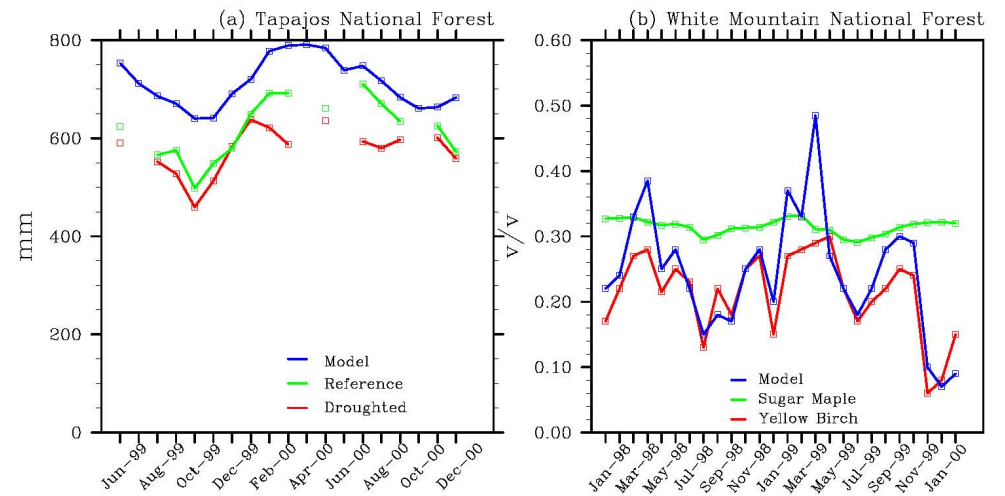 (a) Tapajos National Forest
800
600
400
200
0
mm
Model
Reference
Droughted
Jun-99
Aug-99
Oct-99
Dec-99
Feb-00
Apr-00
Jun-00
Aug-00
Oct-00
Dec-00
(b) White Mountain National Forest
0.60
0.50
0.40
0.30
0.20
0.10
0.00
v/v
Model
Sugar Maple
Yellow Birch
Jan-98
Mar-98
May-98
Jul-98
Sep-98
Nov-98
Jan-99
Mar-99
May-99
Jul-99
Sep-99
Nov-99
Jan-00